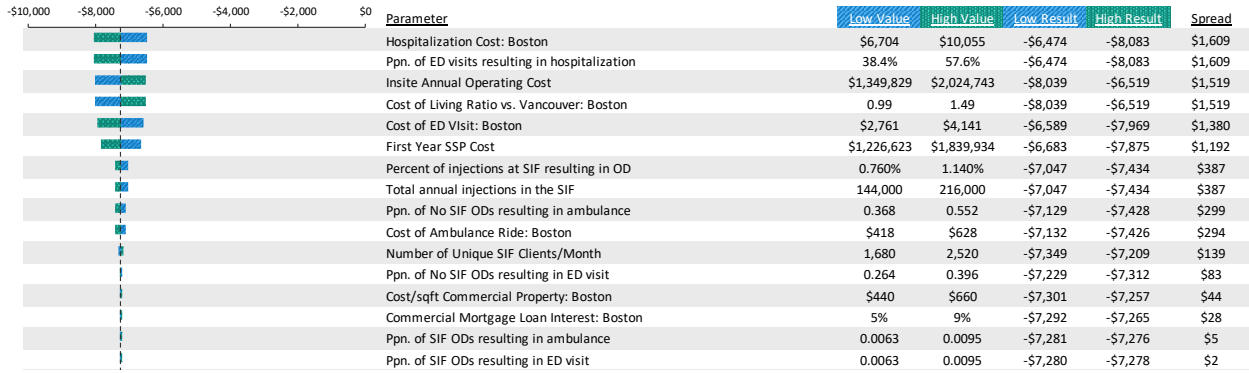 -$10,000 -$8,000 -$6,000 -$4,000 -$2,000 $0 Parameter Low Value High Value Low Result High Result Spread
Hospitalization Cost: Boston $6,704 $10,055 -$6,474 -$8,083 $1,609
Ppn. of ED visits resulting in hospitalization 38.4% 57.6% -$6,474 -$8,083 $1,609
Insite Annual Operating Cost $1,349,829 $2,024,743 -$8,039 -$6,519 $1,519
Cost of Living Ratio vs. Vancouver: Boston 0.99 1.49 -$8,039 -$6,519 $1,519
Cost of ED VIsit: Boston $2,761 $4,141 -$6,589 -$7,969 $1,380
First Year SSP Cost $1,226,623 $1,839,934 -$6,683 -$7,875 $1,192
Percent of injections at SIF resulting in OD 0.760% 1.140% -$7,047 -$7,434 $387
Total annual injections in the SIF 144,000 216,000 -$7,047 -$7,434 $387
Ppn. of No SIF ODs resulting in ambulance 0.368 0.552 -$7,129 -$7,428 $299
Cost of Ambulance Ride: Boston $418 $628 -$7,132 -$7,426 $294
Number of Unique SIF Clients/Month 1,680 2,520 -$7,349 -$7,209 $139
Ppn. of No SIF ODs resulting in ED visit 0.264 0.396 -$7,229 -$7,312 $83
Cost/sqft Commercial Property: Boston $440 $660 -$7,301 -$7,257 $44
Commercial Mortgage Loan Interest: Boston 5% 9% -$7,292 -$7,265 $28
Ppn. of SIF ODs resulting in ambulance 0.0063 0.0095 -$7,281 -$7,276 $5
Ppn. of SIF ODs resulting in ED visit 0.0063 0.0095 -$7,280 -$7,278 $2